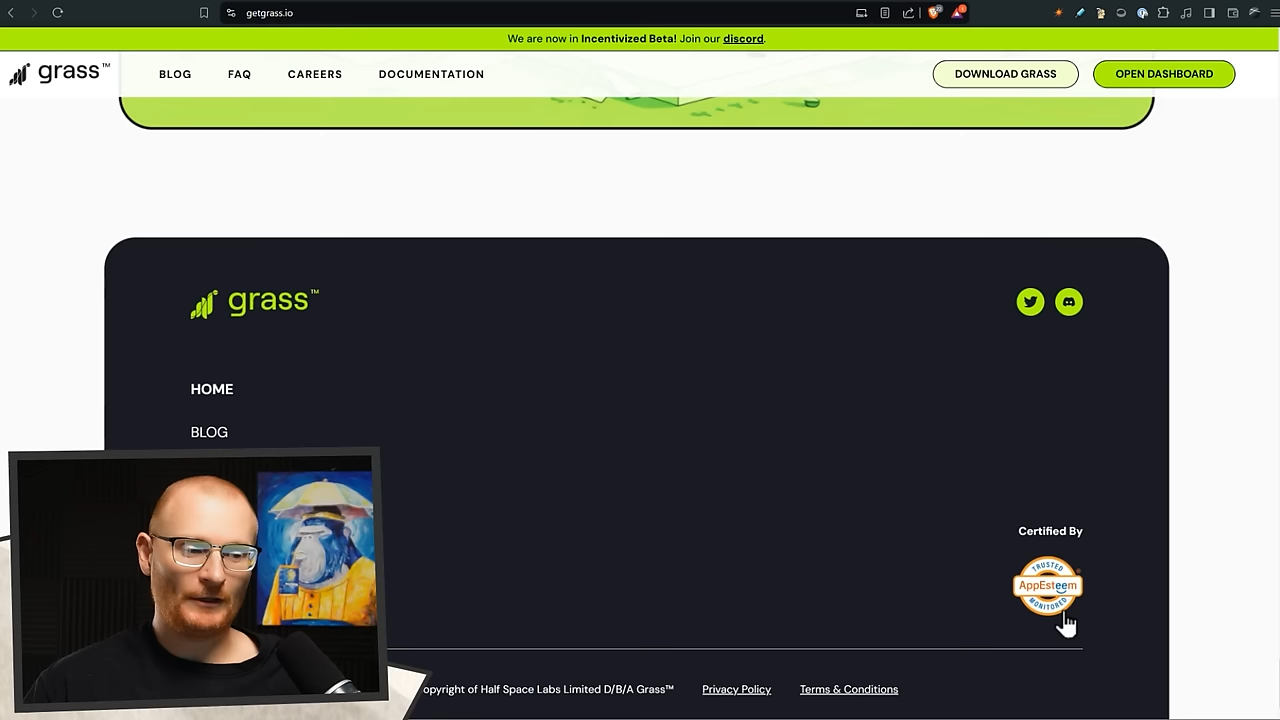 getgrass.io
We are now in Incentivized Beta! Join our discord.
grass™ BLOG FAQ CAREERS DOCUMENTATION DOWNLOAD GRASS OPEN DASHBOARD
grass™
HOME
BLOG
Certified By
TRUSTED
AppEsteem
MONITORED
opyright of Half Space Labs Limited D/B/A Grass™ Privacy Policy Terms & Conditions